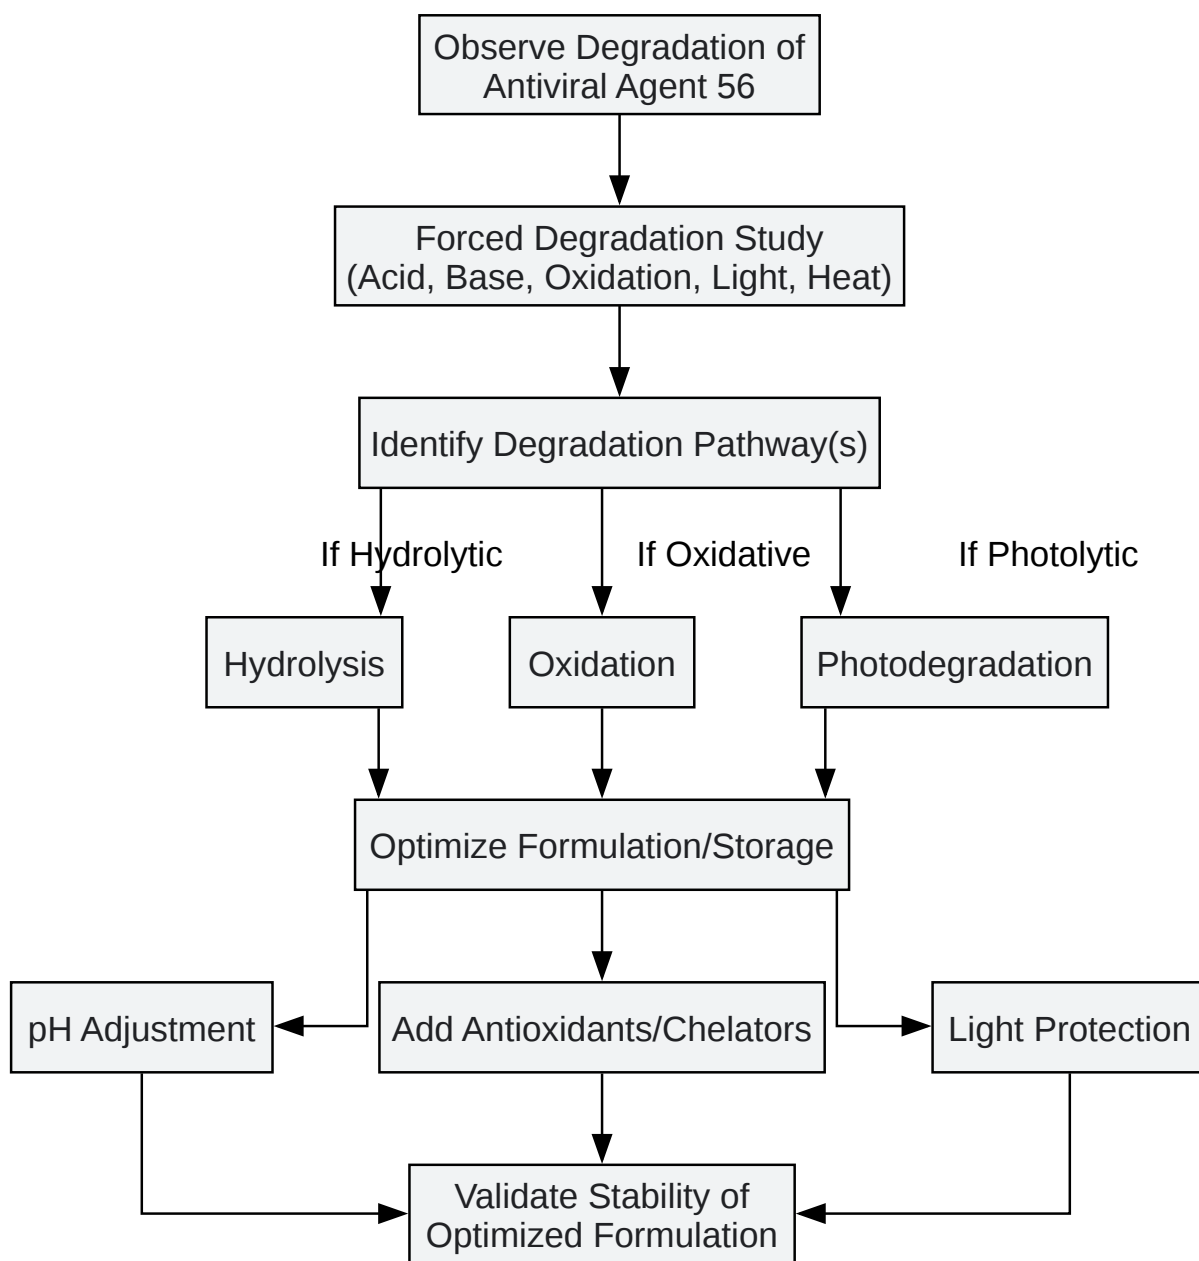 Observe Degradation of
Antiviral Agent 56
Forced Degradation Study
(Acid, Base, Oxidation, Light, Heat)
Identify Degradation Pathway(s)
If Hydrolytic
If Oxidative
If Photolytic
Hydrolysis
Oxidation
Photodegradation
Optimize Formulation/Storage
pH Adjustment
Add Antioxidants/Chelators
Light Protection
Validate Stability of
Optimized Formulation